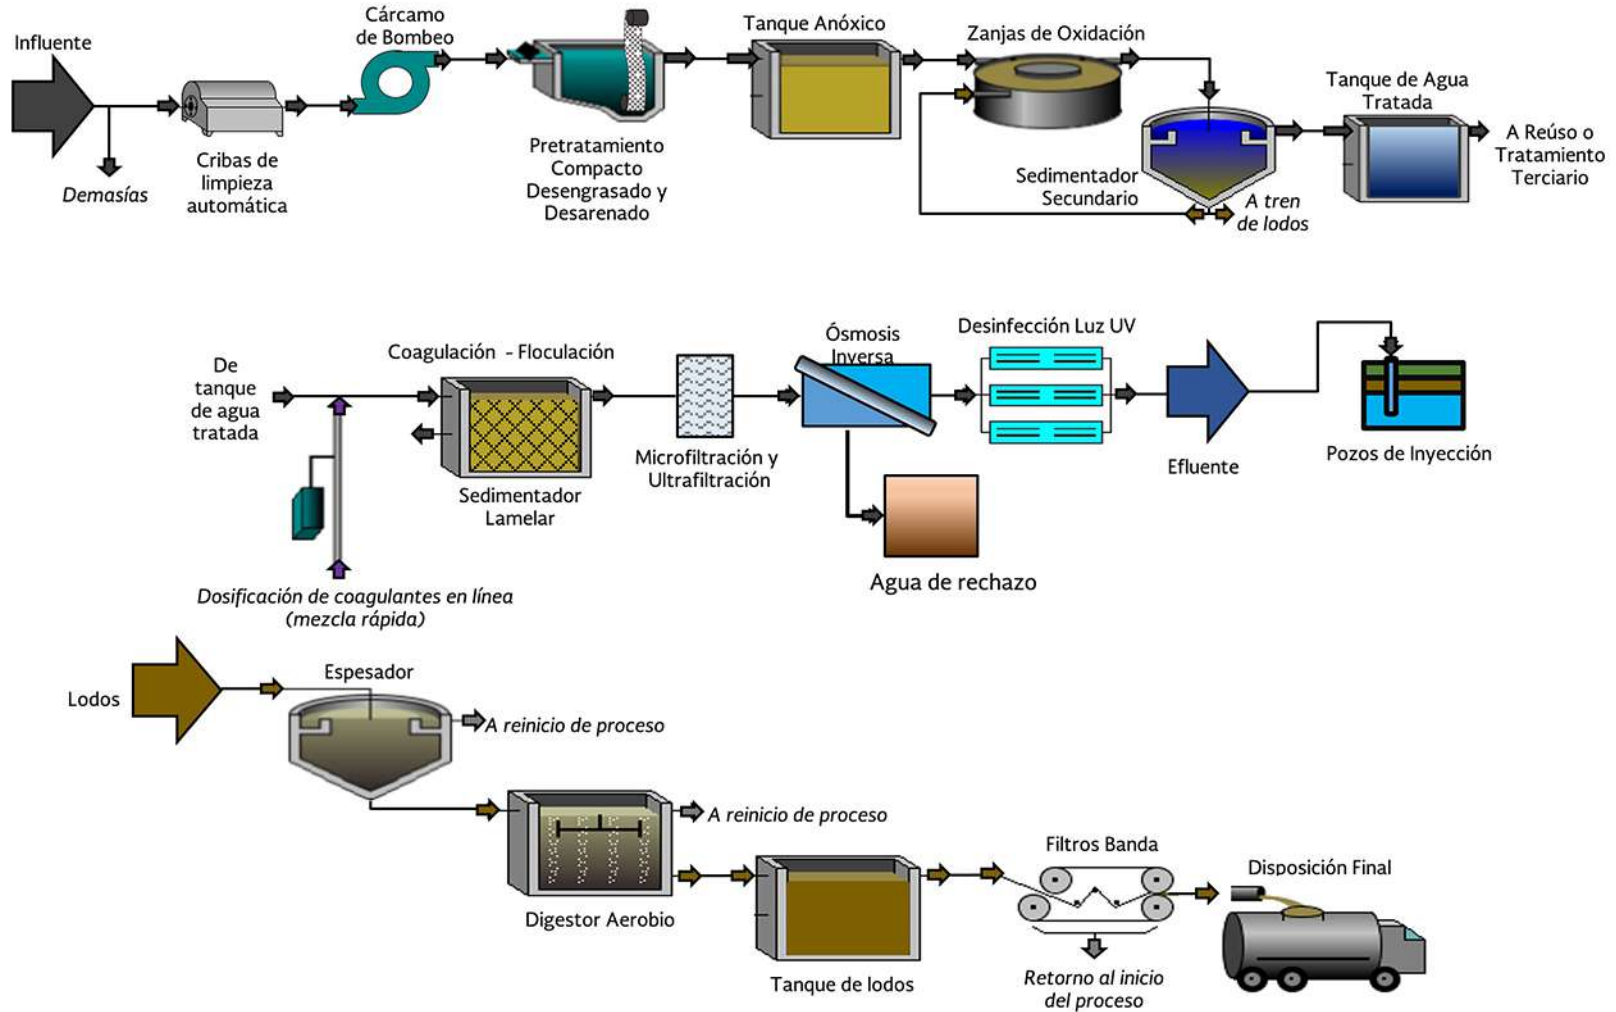 Influente
Demasías
Cribas de
limpieza
automática
Cárcamo
de Bombeo
Pretratamiento
Compacto
Desengrasado y
Desarenado
Tanque Anóxico
Zanjas de Oxidación
Sedimentador
Secundario
A tren
de lodos
Tanque de Agua
Tratada
A Reúso o
Tratamiento
Terciario
De
tanque
de agua
tratada
Dosificación de coagulantes en línea
(mezcla rápida)
Coagulación - Floculación
Sedimentador
Lamelar
Microfiltración y
Ultrafiltración
Ósmosis
Inversa
Agua de rechazo
Desinfección Luz UV
Efluente
Pozos de Inyección
Lodos
Espesador
A reinicio de proceso
Digestor Aerobio
A reinicio de proceso
Tanque de lodos
Filtros Banda
Retorno al inicio
del proceso
Disposición Final